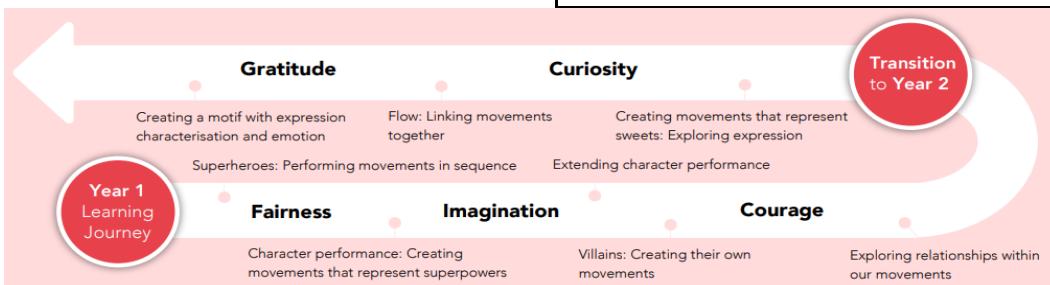 Gratitude
Curiosity
Transition
to Year 2
Creating a motif with expression
characterisation and emotion
Flow: Linking movements
together
Creating movements that represent
sweets: Exploring expression
Superheroes: Performing movements in sequence
Extending character performance
Year 1
Learning
Journey
Fairness
Imagination
Courage
Character performance: Creating
movements that represent superpowers
Villains: Creating their own
movements
Exploring relationships within
our movements